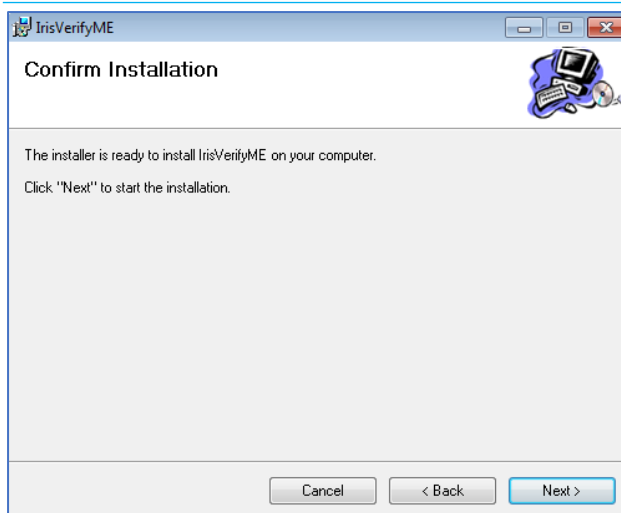 IrisVerifyME
Confirm Installation
The installer is ready to install IrisVerifyME on your computer.
Click "Next" to start the installation.
Cancel
< Back
Next >